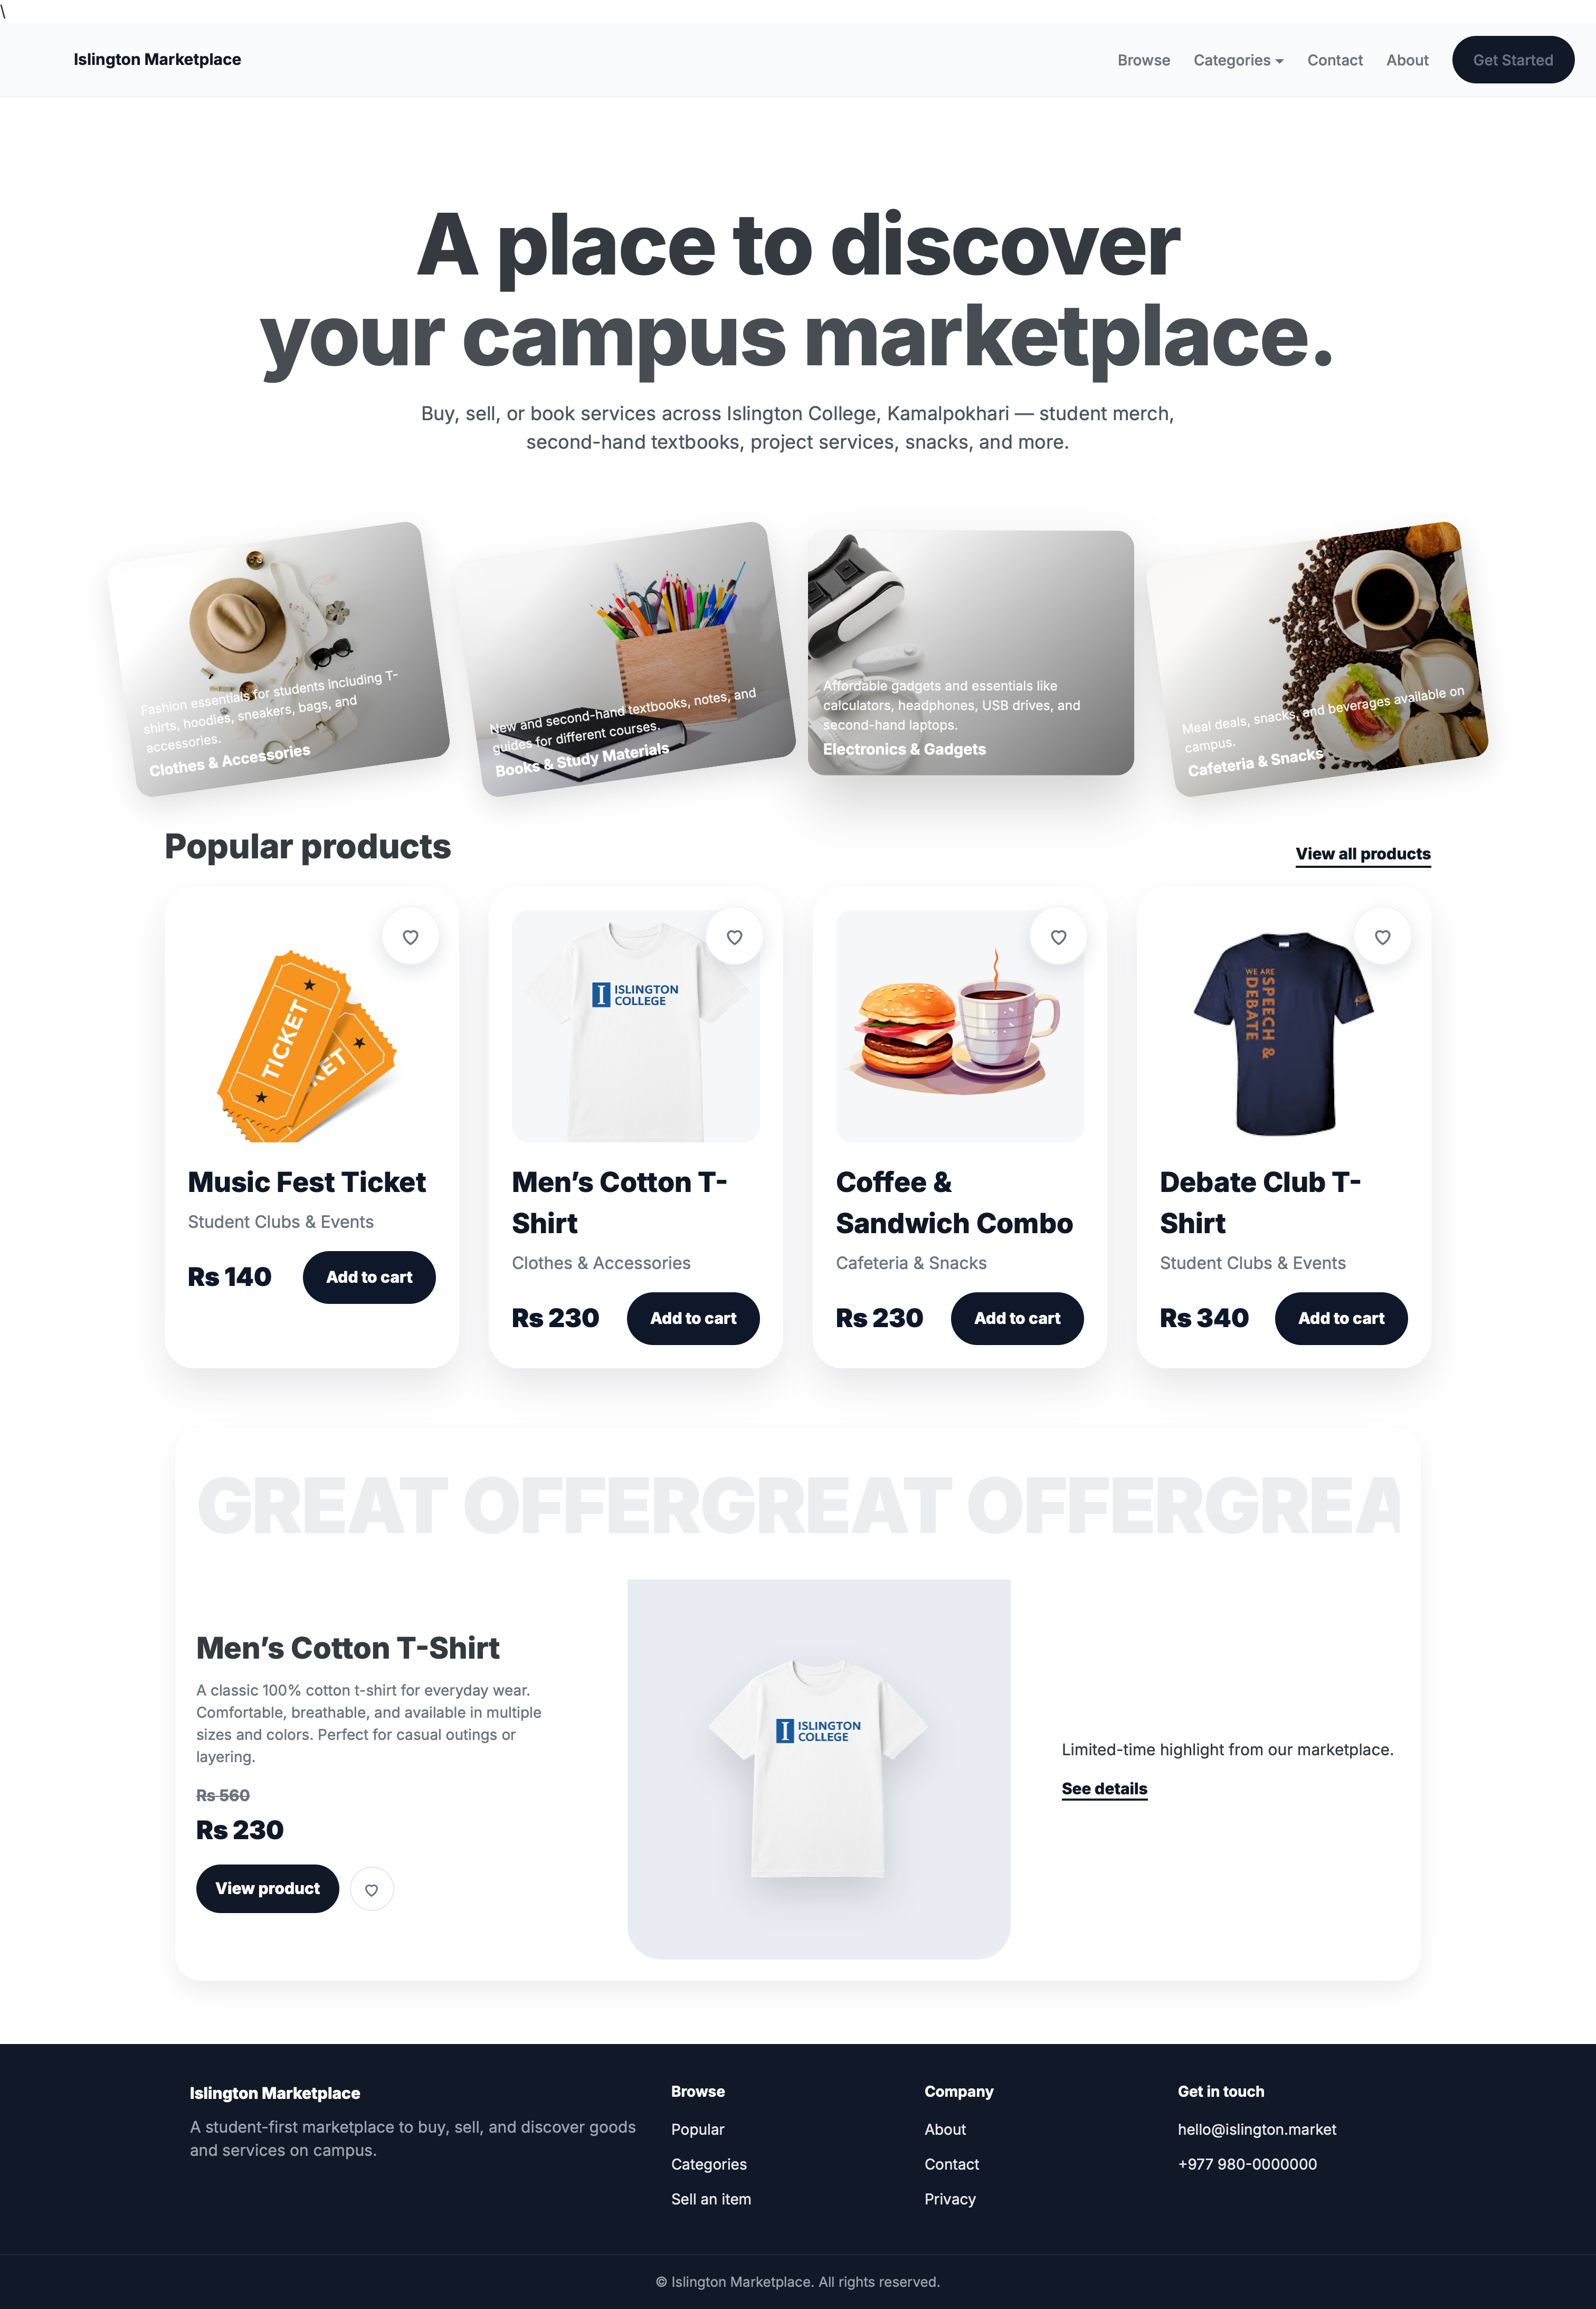 \
Islington Marketplace
Browse
Categories
Contact
About
Get Started
A place to discover
your campus marketplace.
Buy, sell, or book services across Islington College, Kamalpokhari — student merch,
second-hand textbooks, project services, snacks, and more.
Fashion essentials for students including T-
shirts, hoodies, sneakers, bags, and
accessories.
Clothes & Accessories
New and second-hand textbooks, notes, and
guides for different courses.
Books & Study Materials
Affordable gadgets and essentials like
calculators, headphones, USB drives, and
second-hand laptops.
Electronics & Gadgets
Meal deals, snacks, and beverages available on
campus.
Cafeteria & Snacks
Popular products
View all products
TICKET
KET
Music Fest Ticket
Student Clubs & Events
Rs 140
Add to cart
ISLINGTON
COLLEGE
Men’s Cotton T-
Shirt
Clothes & Accessories
Rs 230
Add to cart
Coffee &
Sandwich Combo
Cafeteria & Snacks
Rs 230
Add to cart
WE ARE
SPEECH &
DEBATE
Debate Club T-
Shirt
Student Clubs & Events
Rs 340
Add to cart
GREAT OFFERGREAT OFFERGREA
Men’s Cotton T-Shirt
A classic 100% cotton t-shirt for everyday wear.
Comfortable, breathable, and available in multiple
sizes and colors. Perfect for casual outings or
layering.
Rs 560
Rs 230
View product
ISLINGTON
COLLEGE
Limited-time highlight from our marketplace.
See details
Islington Marketplace
A student-first marketplace to buy, sell, and discover goods
and services on campus.
Browse
Popular
Categories
Sell an item
Company
About
Contact
Privacy
Get in touch
hello@islington.market
+977 980-0000000
© Islington Marketplace. All rights reserved.